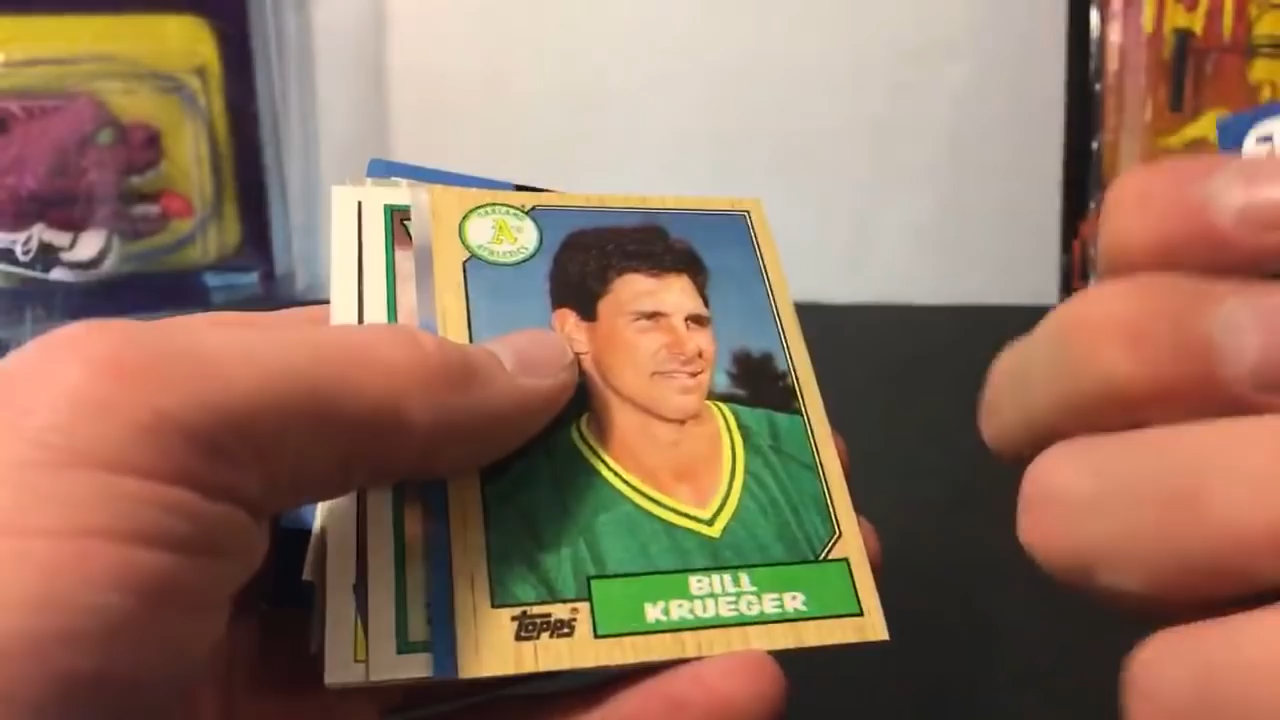 OAKLAND
A's
ATHLETICS
BILL
KRUEGER
topps